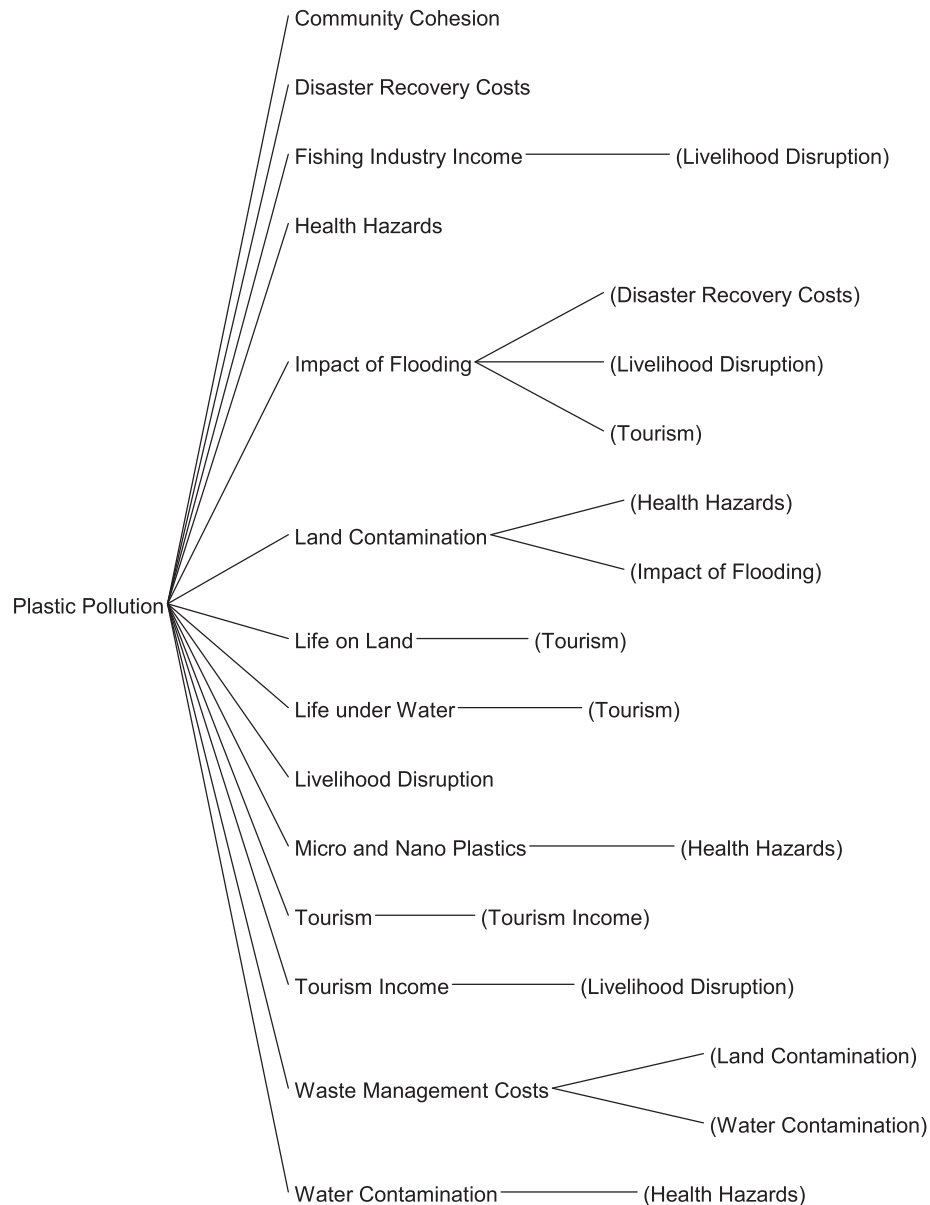 Community Cohesion
Disaster Recovery Costs
Fishing Industry Income
(Livelihood Disruption)
Health Hazards
(Disaster Recovery Costs)
Impact of Flooding
(Livelihood Disruption)
(Tourism)
(Health Hazards)
Land Contamination
(Impact of Flooding)
Plastic Pollution
Life on Land
(Tourism)
Life under Water
(Tourism)
Livelihood Disruption
Micro and Nano Plastics
(Health Hazards)
Tourism
(Tourism Income)
Tourism Income
(Livelihood Disruption)
(Land Contamination)
Waste Management Costs
(Water Contamination)
Water Contamination
(Health Hazards)